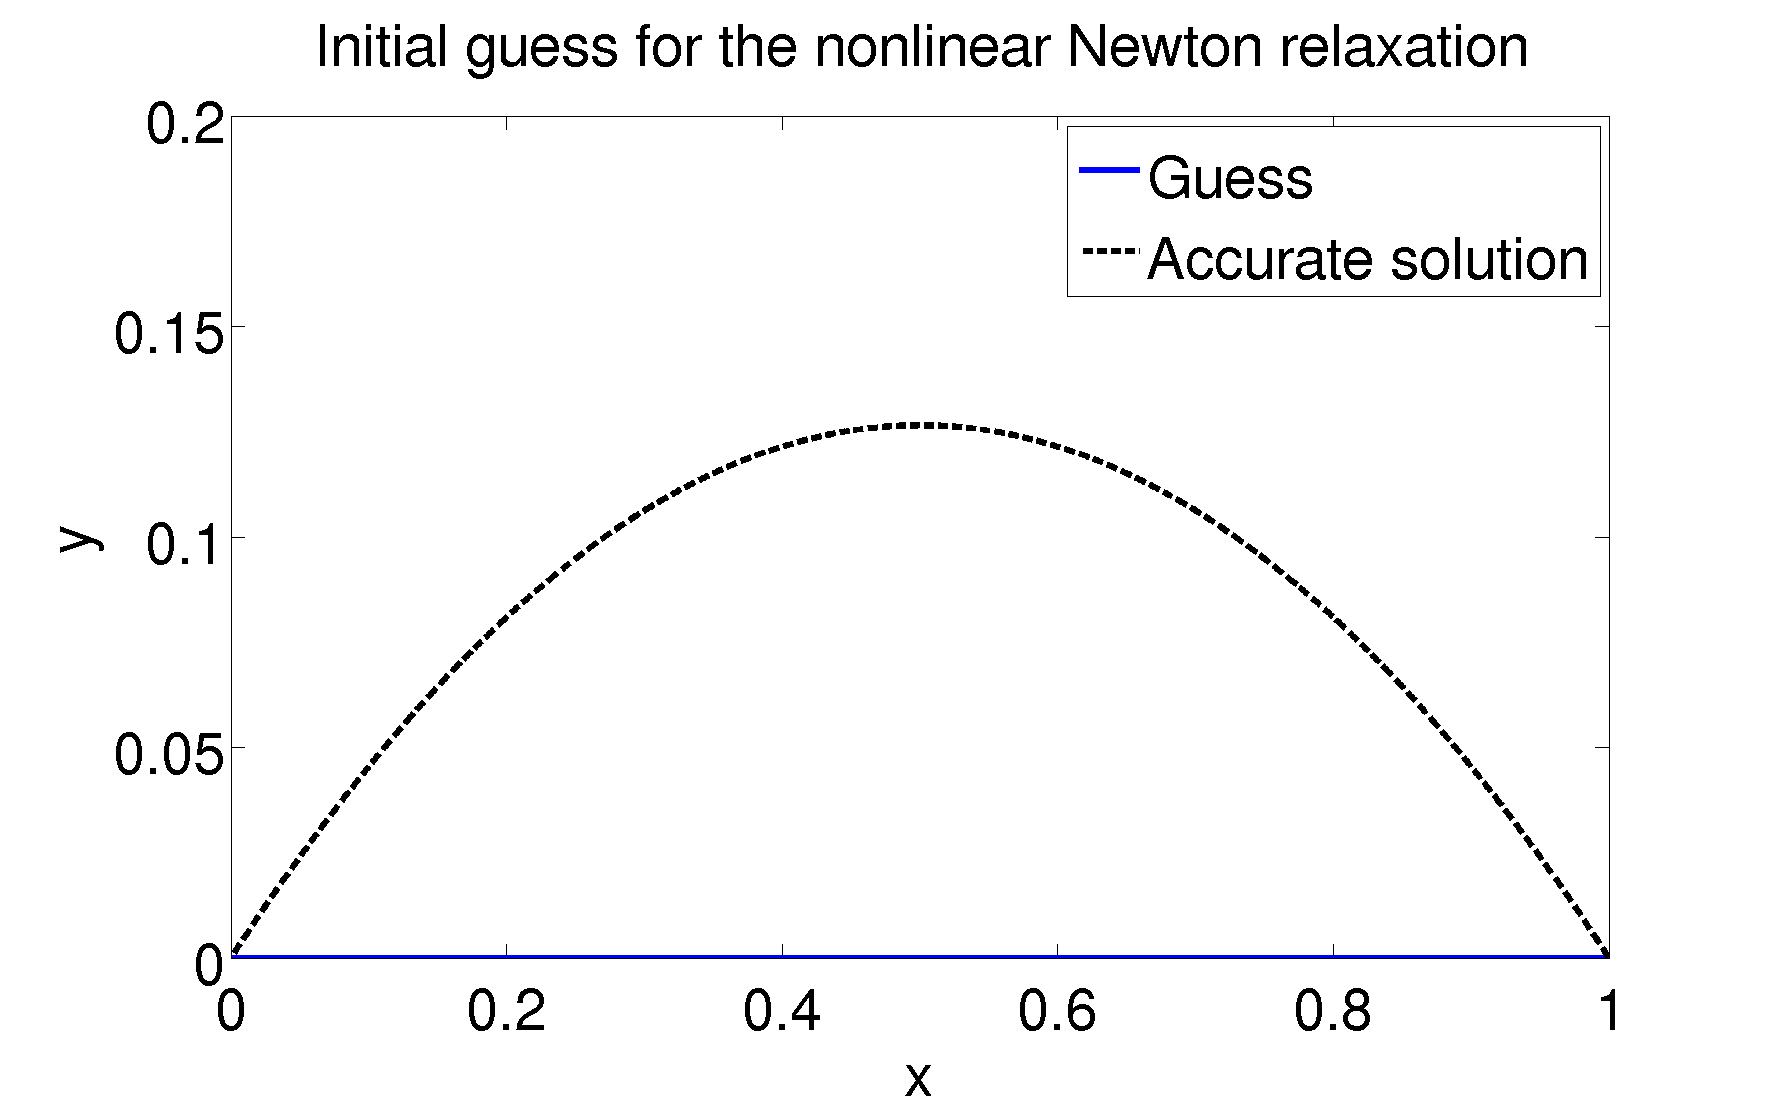 Initial guess for the nonlinear Newton relaxation
0.2
0.15
0.1
0.05
0
y
Guess
Accurate solution
0 0.2 0.4 0.6 0.8 1
x